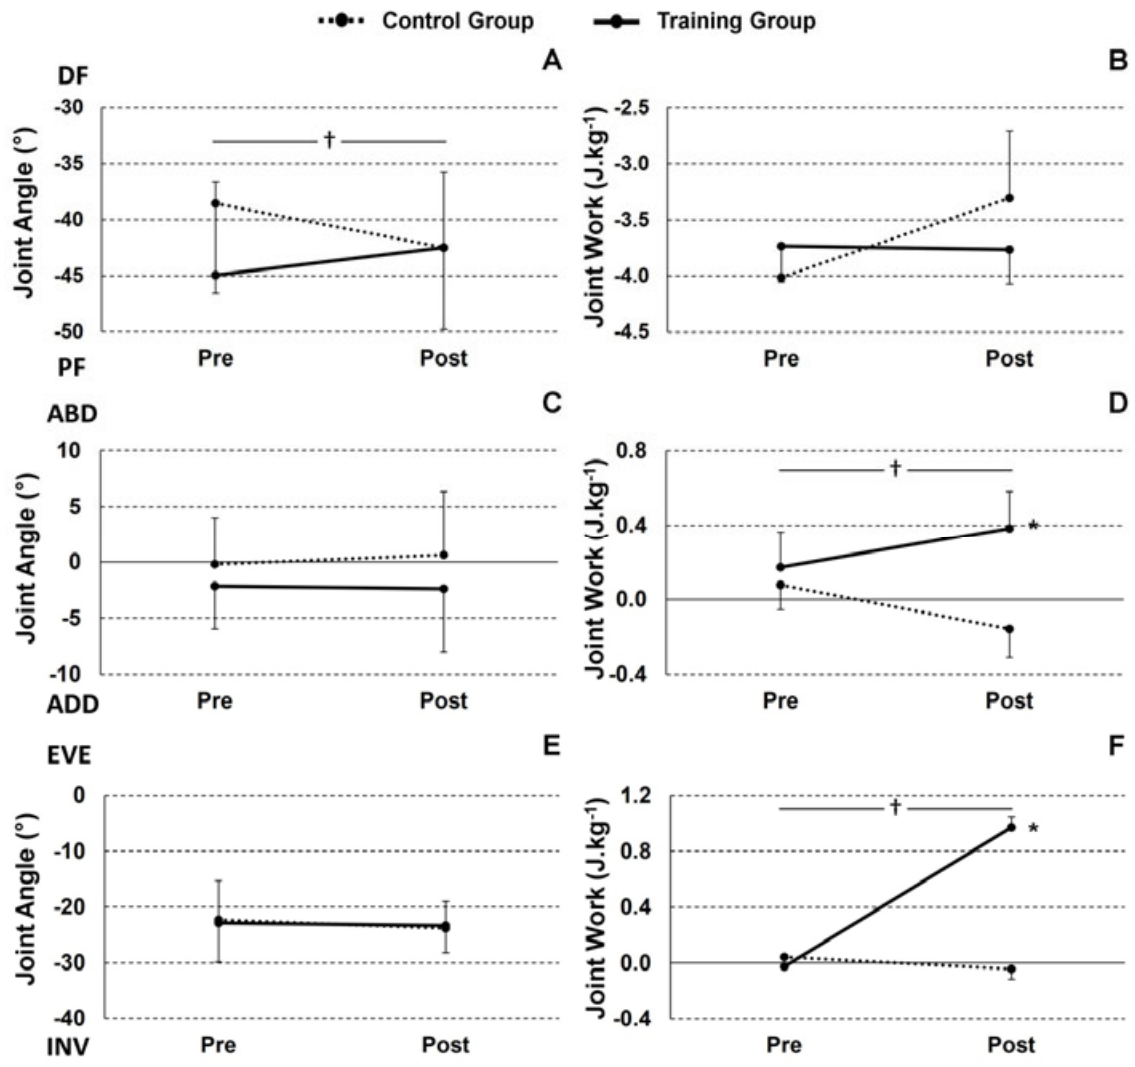 Control Group Training Group
A
DF
-30
-35
-40
-45
-50
Joint Angle (°)
†
Pre Post
PF
B
-2.5
-3.0
-3.5
-4.0
-4.5
Joint Work (J.kg-1)
Pre Post
C
ABD
10
5
0
-5
-10
Joint Angle (°)
Pre Post
ADD
D
0.8
0.4
0.0
-0.4
Joint Work (J.kg-1)
†
*
Pre Post
E
EVE
0
-10
-20
-30
-40
Joint Angle (°)
Pre Post
INV
F
1.2
0.8
0.4
0.0
-0.4
Joint Work (J.kg-1)
†
*
Pre Post